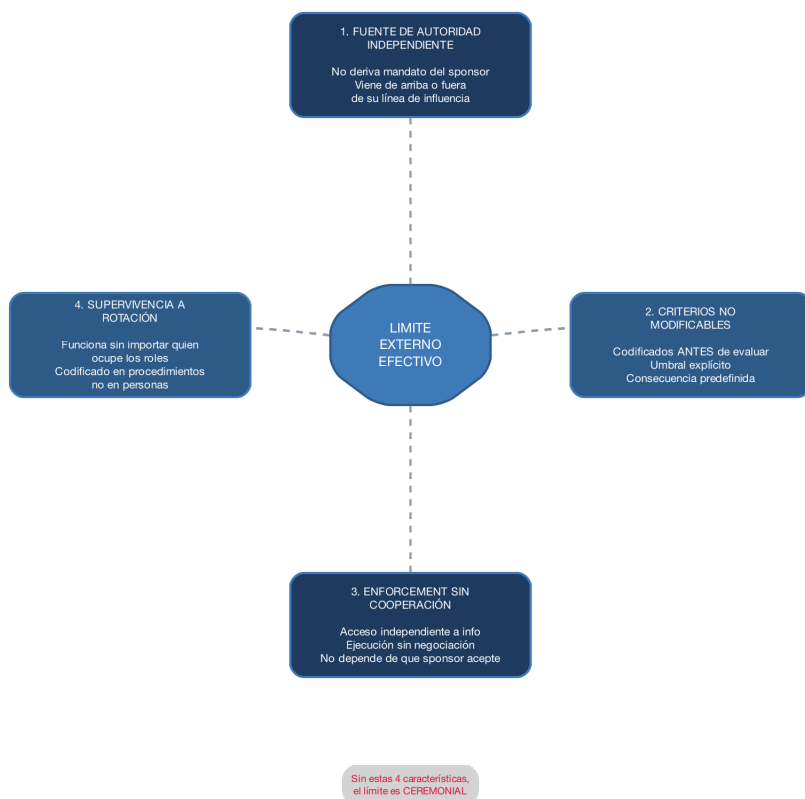 1. FUENTE DE AUTORIDAD
INDEPENDIENTE
No deriva mandato del sponsor
Viene de arriba o fuera
de su línea de influencia
4. SUPERVIVENCIA A
ROTACIÓN
Funciona sin importar quien
ocupe los roles
Codificado en procedimientos
no en personas
LIMITE
EXTERNO
EFECTIVO
2. CRITERIOS NO
MODIFICABLES
Codificados ANTES de evaluar
Umbral explícito
Consecuencia predefinida
3. ENFORCEMENT SIN
COOPERACIÓN
Acceso independiente a info
Ejecución sin negociación
No depende de que sponsor acepte
Sin estas 4 características,
el límite es CEREMONIAL